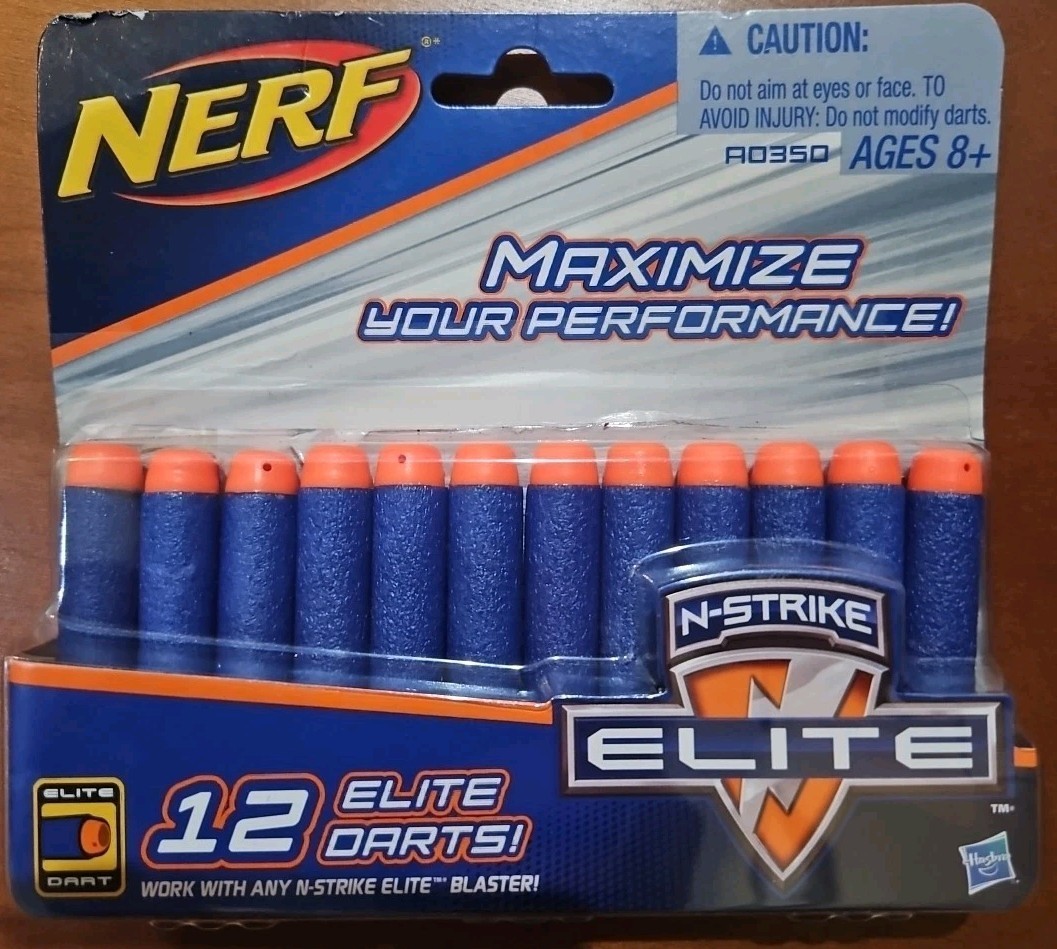 NERF®*
CAUTION:
Do not aim at eyes or face. TO
AVOID INJURY: Do not modify darts.
A0350 AGES 8+
MAXIMIZE
YOUR PERFORMANCE!
N-STRIKE
ELITE
TM*
ELITE
DART
12 ELITE
DARTS!
WORK WITH ANY N-STRIKE ELITE™* BLASTER!
Hasbro